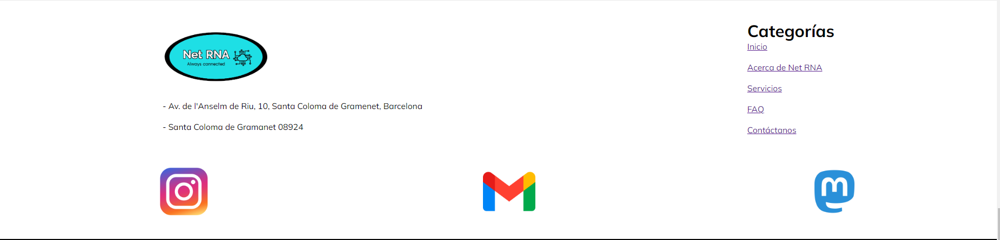 Net RNA
Always connected
- Av. de l'Anselm de Riu, 10, Santa Coloma de Gramenet, Barcelona
- Santa Coloma de Gramanet 08924
Categorías
Inicio
Acerca de Net RNA
Servicios
FAQ
Contáctanos